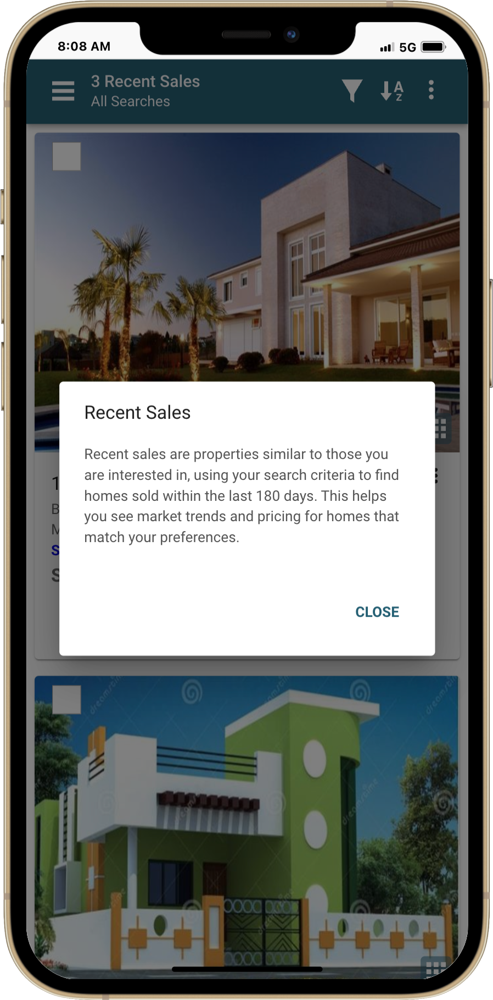 8:08 AM
5G
3 Recent Sales
All Searches
A
Z
Recent Sales
Recent sales are properties similar to those you
are interested in, using your search criteria to find
homes sold within the last 180 days. This helps
you see market trends and pricing for homes that
match your preferences.
1
B
M
S
S
CLOSE
dreamstime
dreamstime